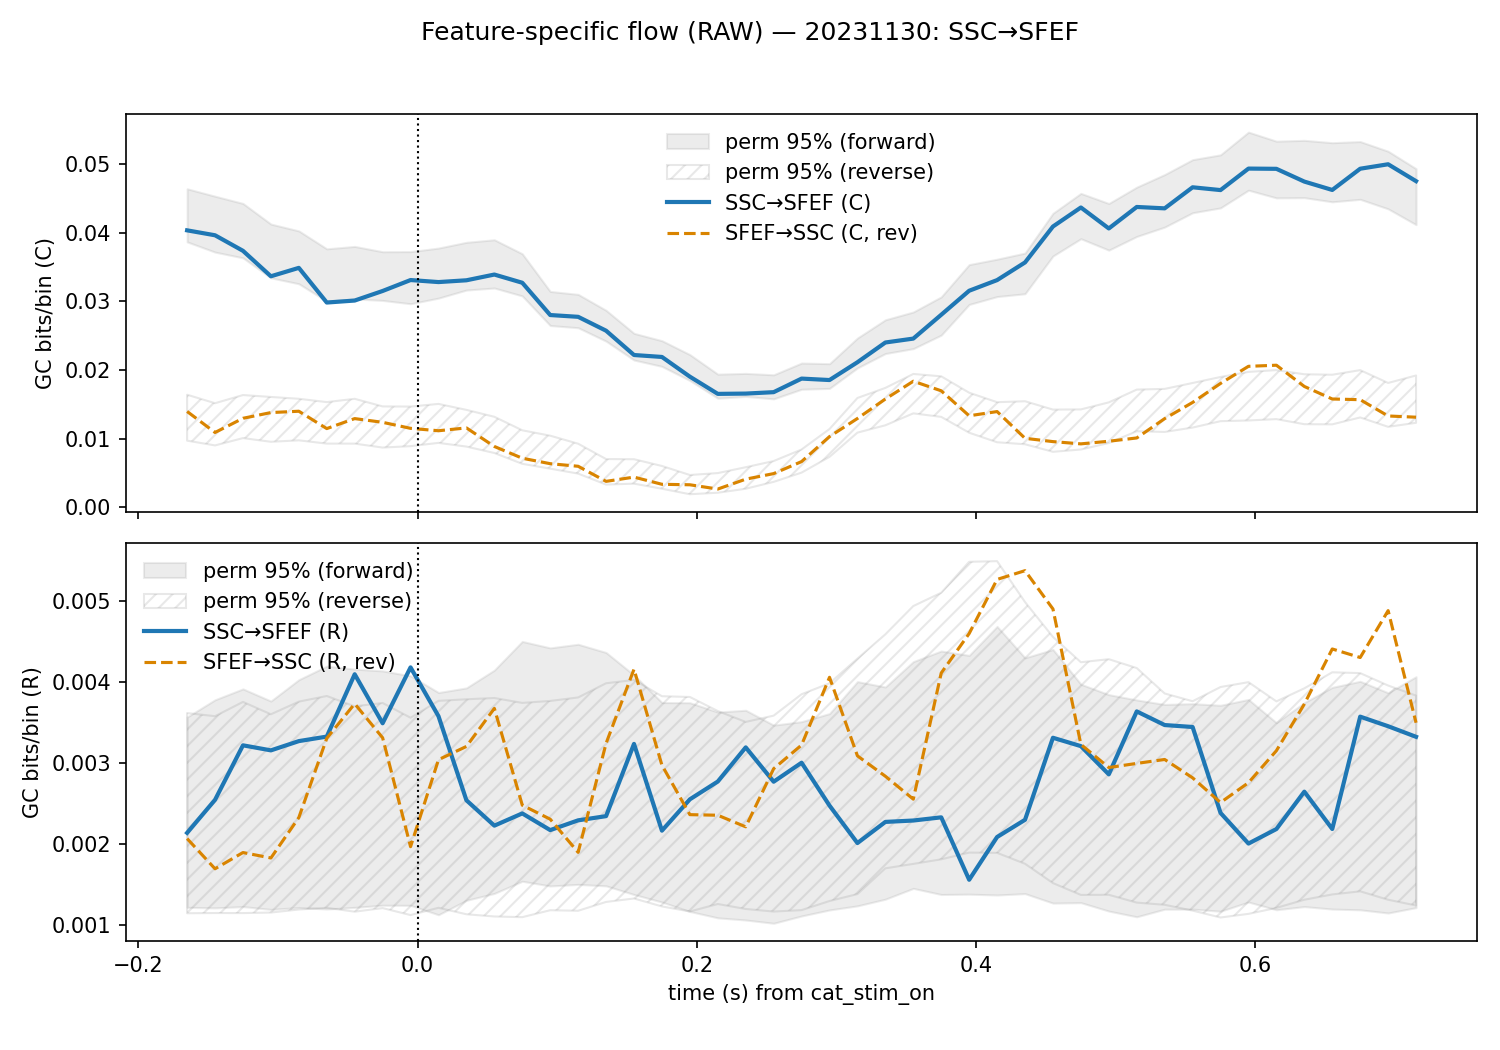 Feature-specific flow (RAW) — 20231130: SSC→SFEF
GC bits/bin (C)
0.05
0.04
0.03
0.02
0.01
0.00
perm 95% (forward)
perm 95% (reverse)
SSC→SFEF (C)
SFEF→SSC (C, rev)
GC bits/bin (R)
0.005
0.004
0.003
0.002
0.001
perm 95% (forward)
perm 95% (reverse)
SSC→SFEF (R)
SFEF→SSC (R, rev)
−0.2 0.0 0.2 0.4 0.6
time (s) from cat_stim_on